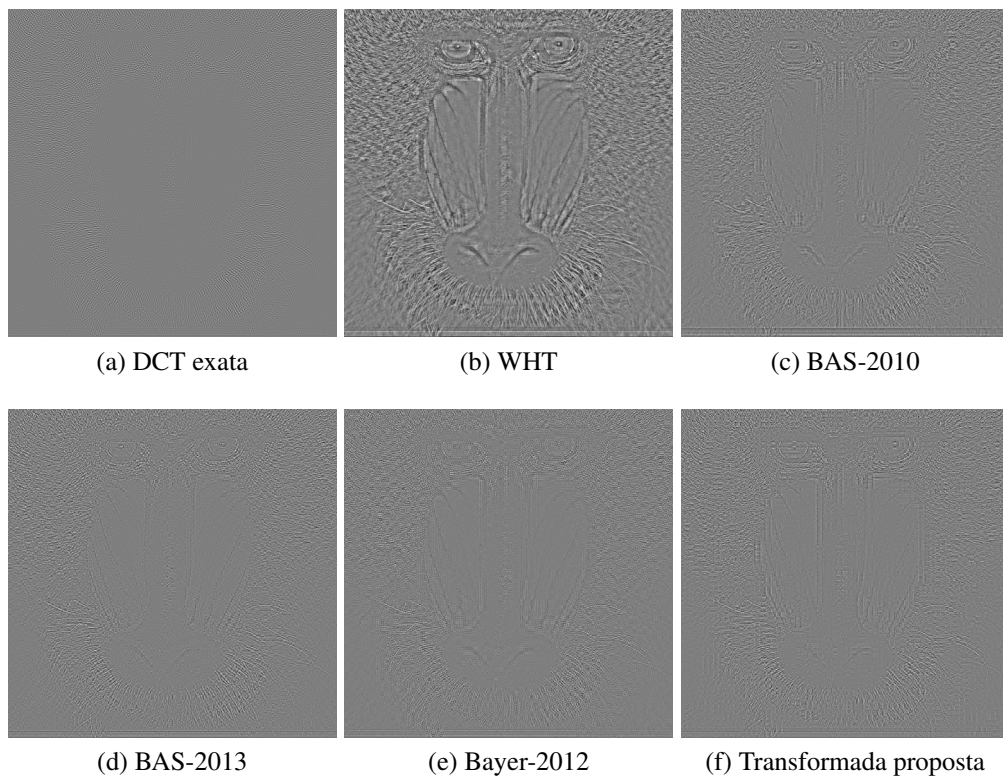 (a) DCT exata
(b) WHT
(c) BAS-2010
(d) BAS-2013
(e) Bayer-2012
(f) Transformada proposta